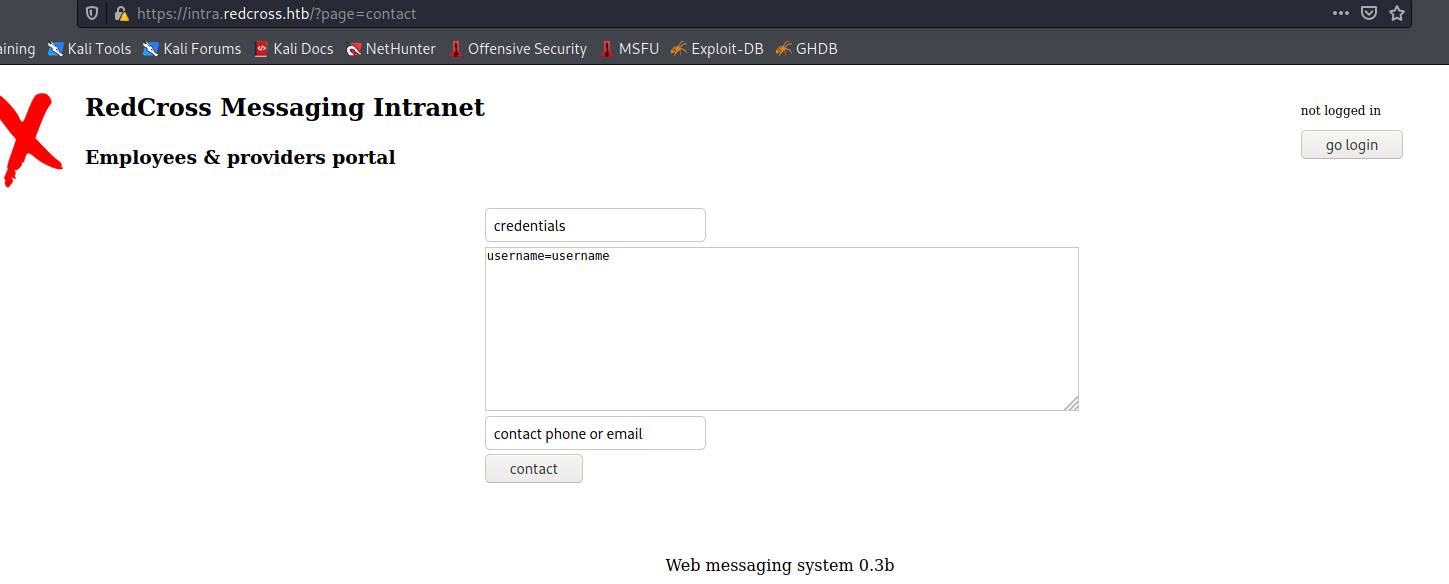 https://intra.redcross.htb/?page=contact
aining Kali Tools Kali Forums Kali Docs NetHunter Offensive Security MSFU Exploit-DB GHDB
RedCross Messaging Intranet
not logged in
go login
Employees & providers portal
credentials
username=username
contact phone or email
contact
Web messaging system 0.3b